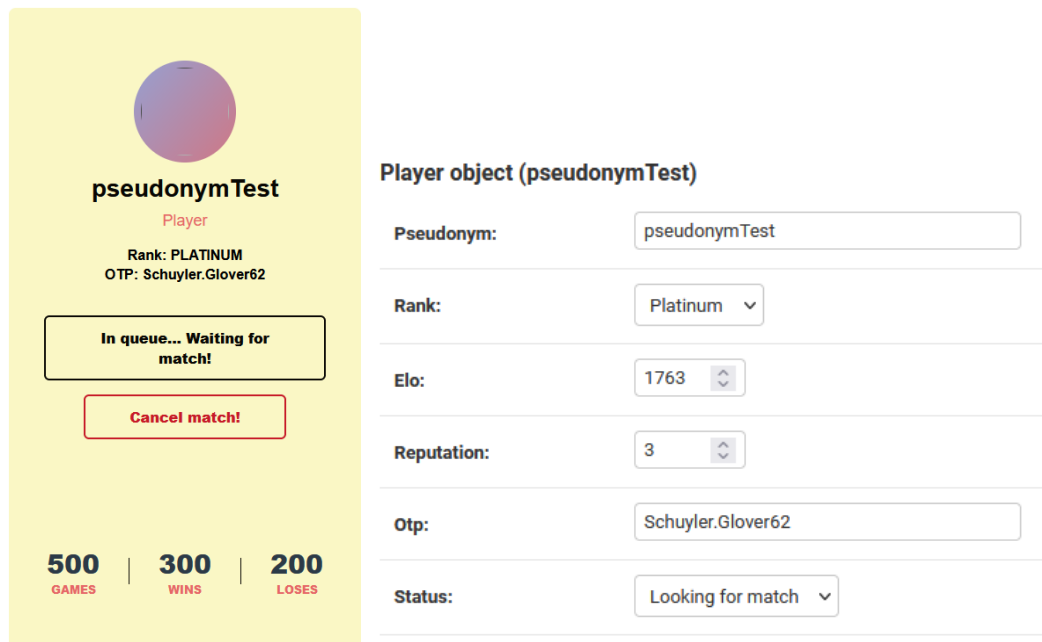 pseudonymTest
Player
Rank: PLATINUM
OTP: Schuyler.Glover62
In queue... Waiting for
match!
Cancel match!
500 300 200
GAMES WINS LOSES
Player object (pseudonymTest)
Pseudonym: pseudonymTest
Rank: Platinum
Elo: 1763
Reputation: 3
Otp: Schuyler.Glover62
Status: Looking for match